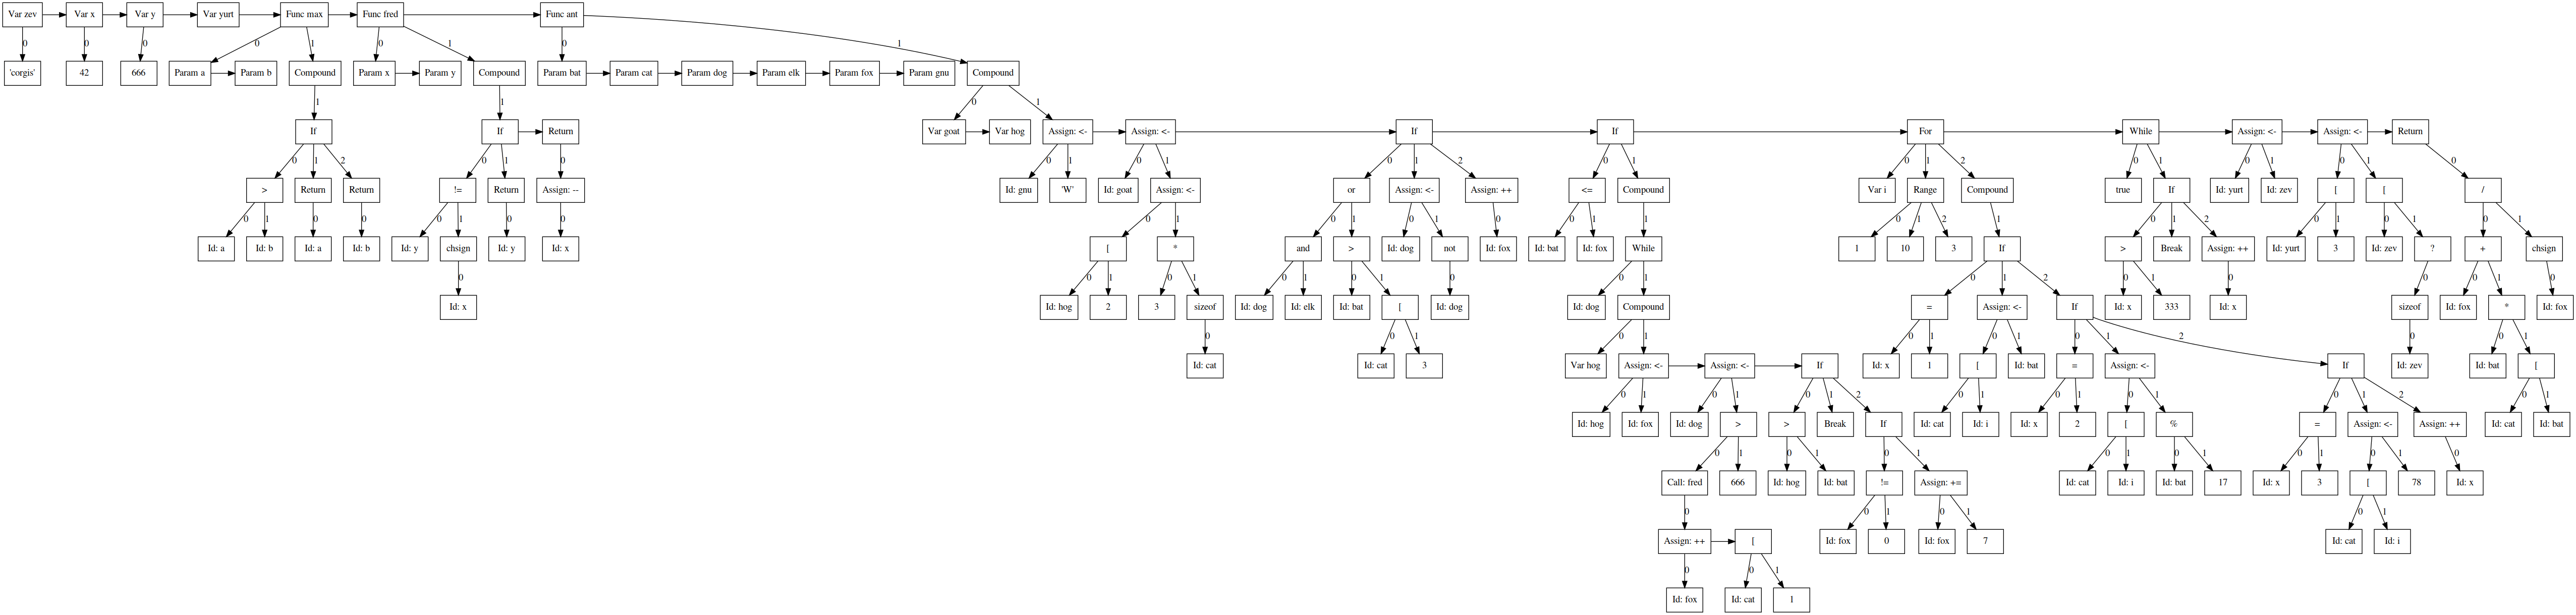 Var zev Var x Var y Var yurt Func max Func fred Func ant
0 0 0 0 1 0 1 0 1
'corgis' 42 666 Param a Param b Compound Param x Param y Compound Param bat Param cat Param dog Param elk Param fox Param gnu Compound
1 1 0 1
If If Return Var goat Var hog Assign: <- Assign: <- If If For While Assign: <- Assign: <- Return
0 1 2 0 1 0 0 1 0 1 0 1 2 0 1 0 1 2 0 1 0 1 0 1 0
> Return Return != Return Assign: -- Id: gnu 'W' Id: goat Assign: <- or Assign: <- Assign: ++ <= Compound Var i Range Compound true If Id: yurt Id: zev [ [ /
0 1 0 0 0 1 0 0 0 1 0 1 0 1 0 0 1 1 0 1 2 1 0 1 2 0 1 0 1 0 1
Id: a Id: b Id: a Id: b Id: y chsign Id: y Id: x [ * and > Id: dog not Id: fox Id: bat Id: fox While 1 10 3 If > Break Assign: ++ Id: yurt 3 Id: zev ? + chsign
0 0 1 0 1 0 1 0 1 0 0 1 0 1 2 0 1 0 0 0 1 0
Id: x Id: hog 2 3 sizeof Id: dog Id: elk Id: bat [ Id: dog Id: dog Compound = Assign: <- If Id: x 333 Id: x sizeof Id: fox * Id: fox
0 0 1 0 1 0 1 0 1 0 1 2 0 0 1
Id: cat Id: cat 3 Var hog Assign: <- Assign: <- If Id: x 1 [ Id: bat = Assign: <- If Id: zev Id: bat [
0 1 0 1 0 1 2 0 1 0 1 0 1 0 1 2 0 1
Id: hog Id: fox Id: dog > > Break If Id: cat Id: i Id: x 2 [ % = Assign: <- Assign: ++ Id: cat Id: bat
0 1 0 1 0 1 0 1 0 1 0 1 0 1 0
Call: fred 666 Id: hog Id: bat != Assign: += Id: cat Id: i Id: bat 17 Id: x 3 [ 78 Id: x
0 0 1 0 1 0 1
Assign: ++ [ Id: fox 0 Id: fox 7 Id: cat Id: i
0 0 1
Id: fox Id: cat 1